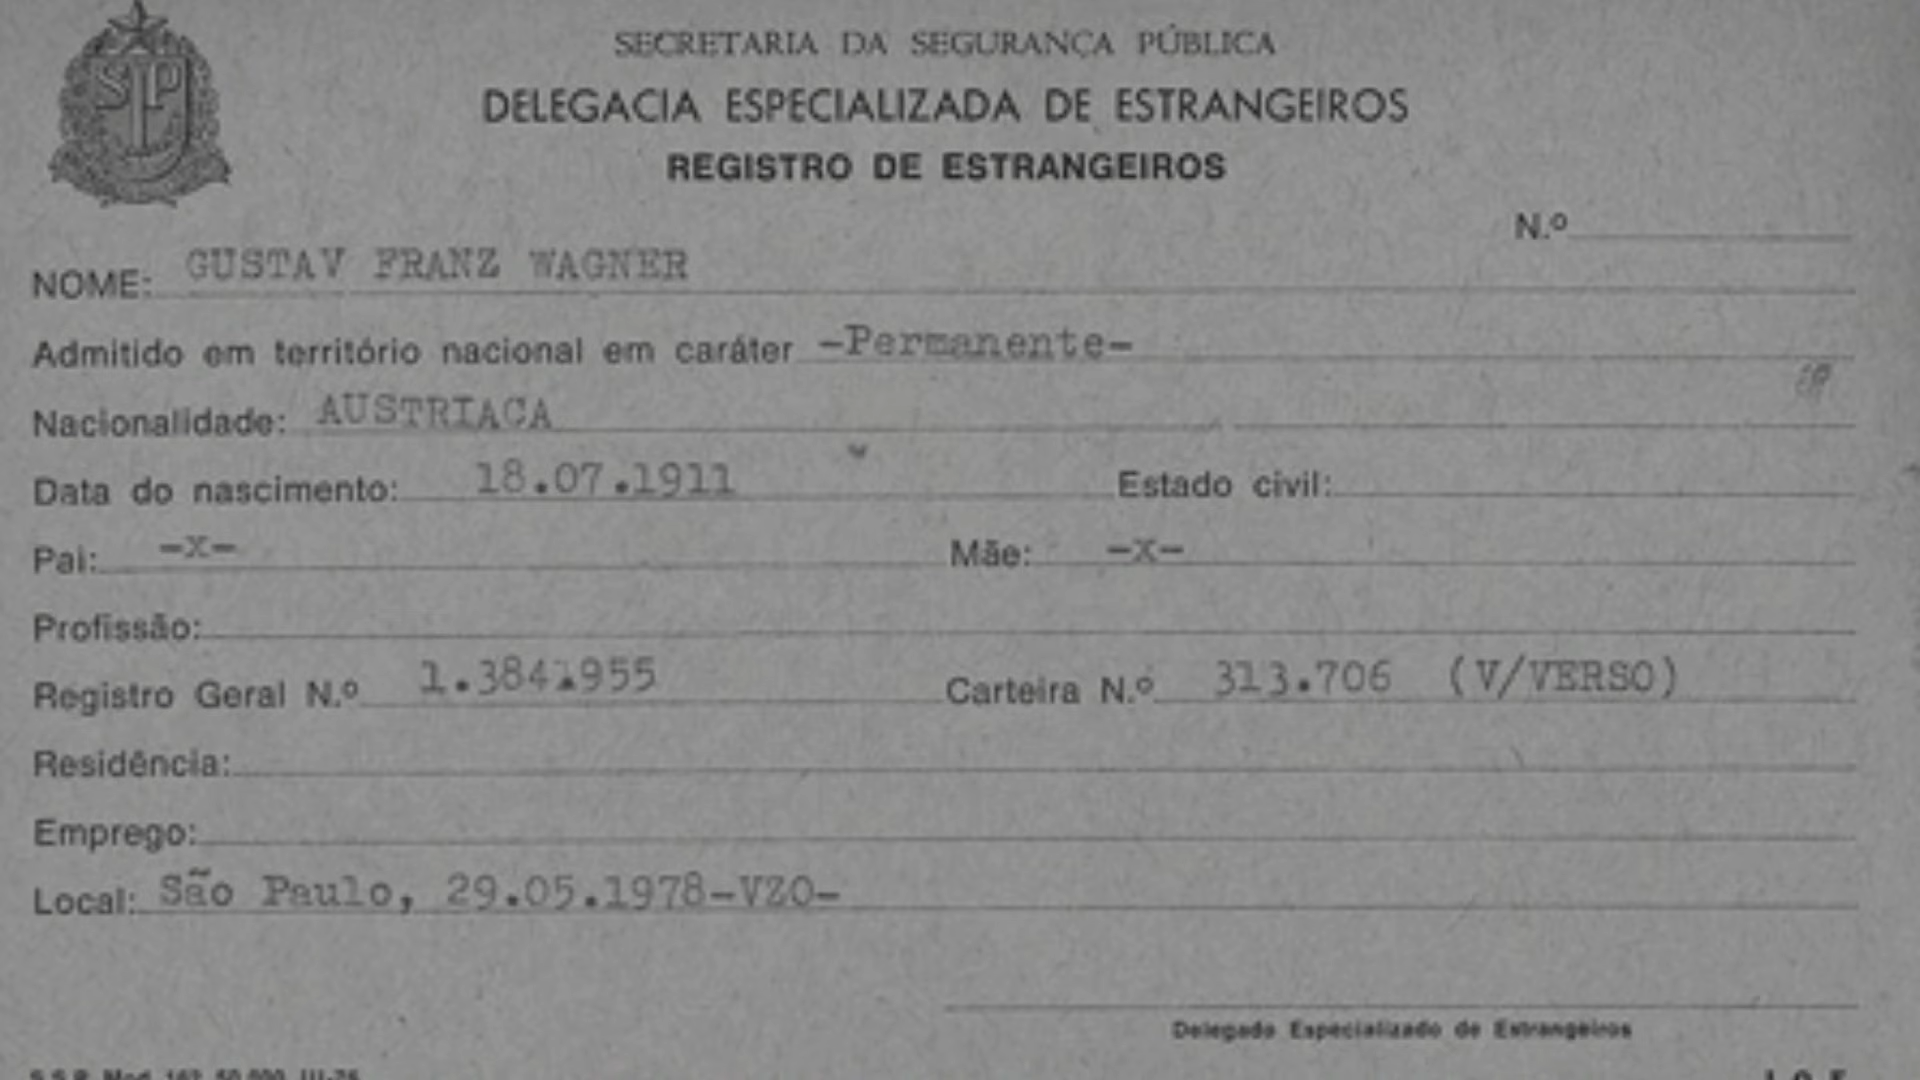 SP
SECRETARIA DA SEGURANÇA PÚBLICA
DELEGACIA ESPECIALIZADA DE ESTRANGEIROS
REGISTRO DE ESTRANGEIROS
N.º
NOME: GUSTAV FRANZ WAGNER
Admitido em território nacional em caráter -Permanente-
Nacionalidade: AUSTRIACA
Data do nascimento: 18.07.1911 Estado civil:
Pai: -x- Mãe: -x-
Profissão:
Registro Geral N.º 1.384.955 Carteira N.º 313.706 (V/VERSO)
Residência:
Emprego:
Local: São Paulo, 29.05.1978-VZO-
Delegado Especializado de Estrangeiros